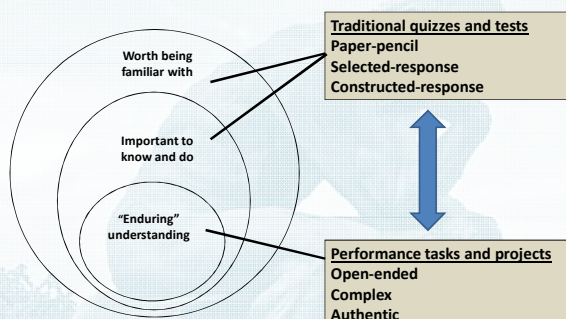 Worth being
familiar with
Important to
know and do
“Enduring”
understanding
Traditional quizzes and tests
Paper-pencil
Selected-response
Constructed-response
Performance tasks and projects
Open-ended
Complex
Authentic